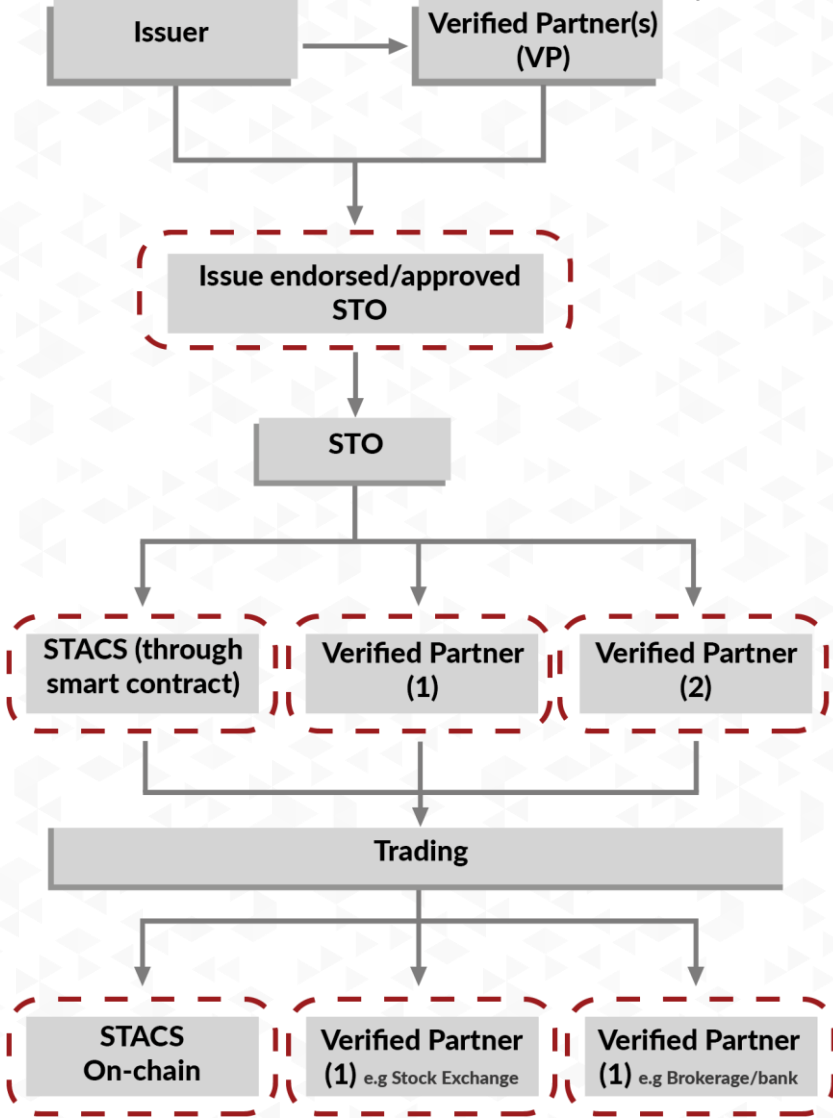 Issuer
Verified Partner(s)
(VP)
Issue endorsed/approved
STO
STO
STACS (through
smart contract)
Verified Partner
(1)
Verified Partner
(2)
Trading
STACS
On-chain
Verified Partner
(1) e.g Stock Exchange
Verified Partner
(1) e.g Brokerage/bank